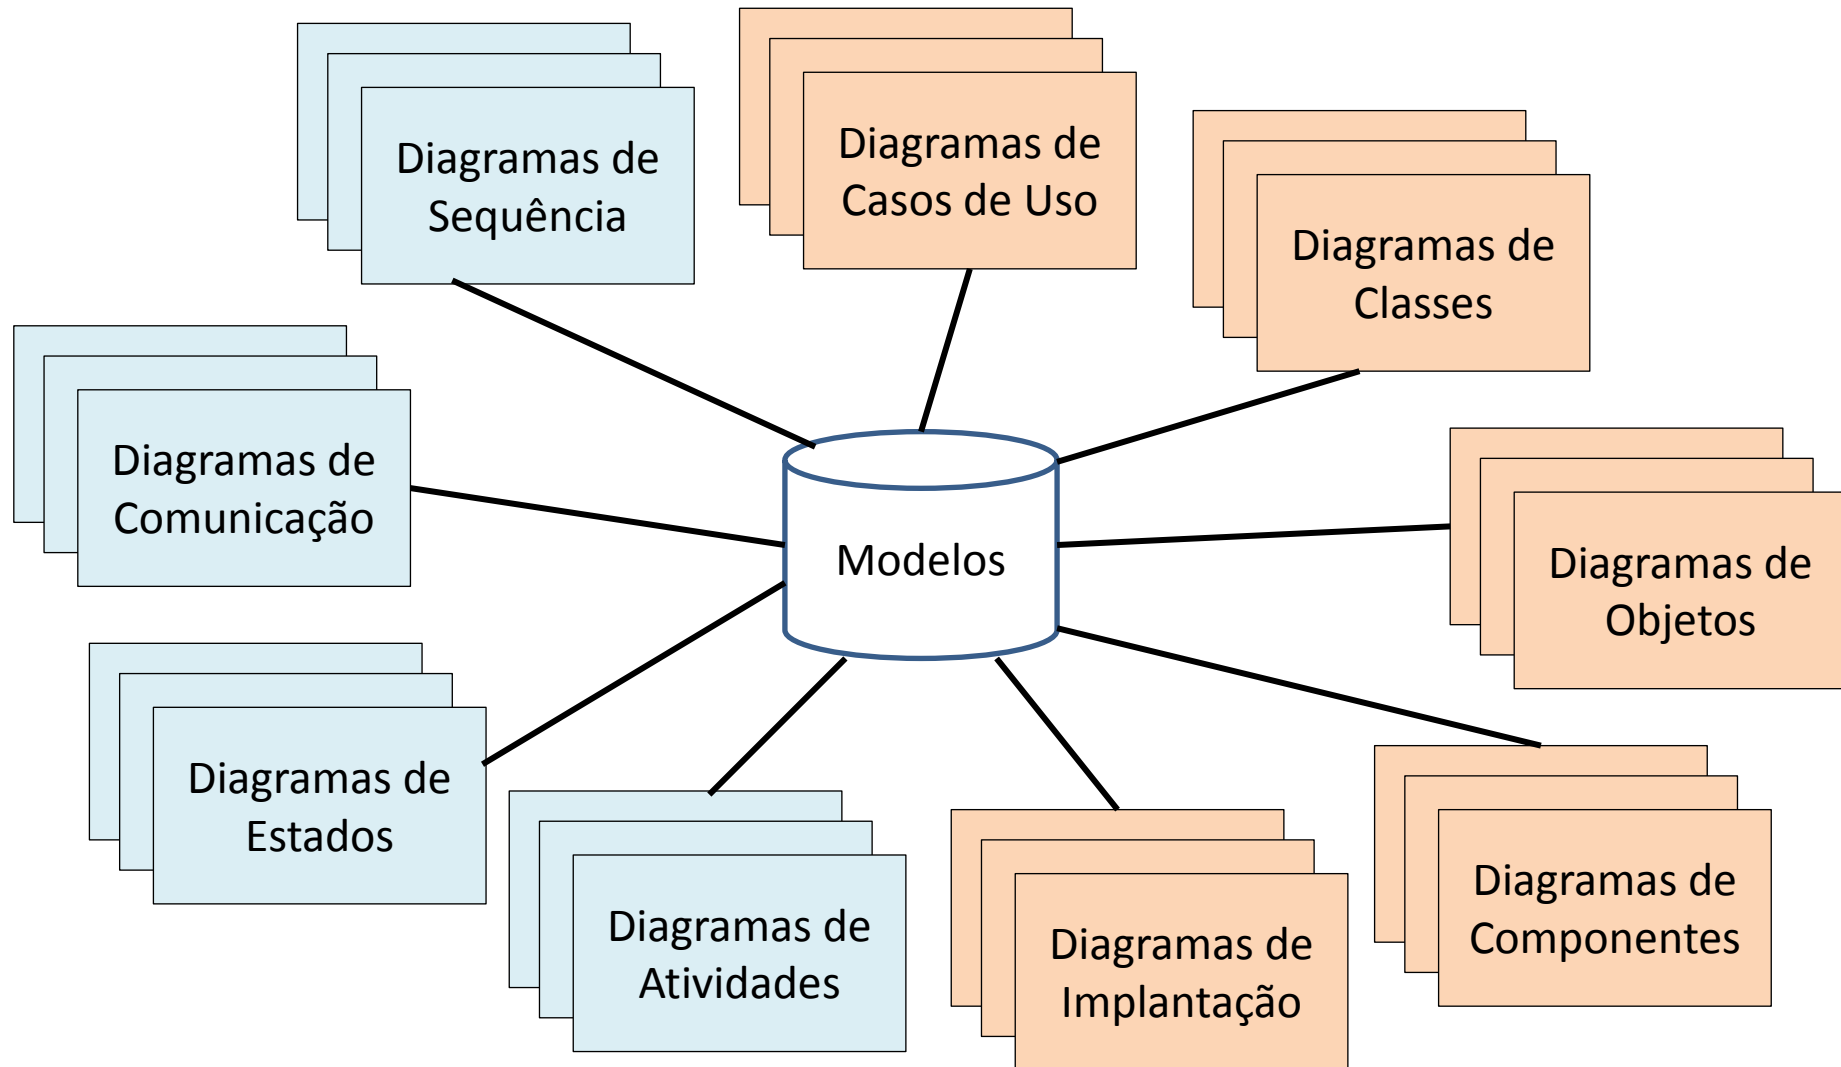 Diagramas de
Sequência
Diagramas de
Casos de Uso
Diagramas de
Classes
Diagramas de
Comunicação
Modelos
Diagramas de
Objetos
Diagramas de
Estados
Diagramas de
Atividades
Diagramas de
Implantação
Diagramas de
Componentes